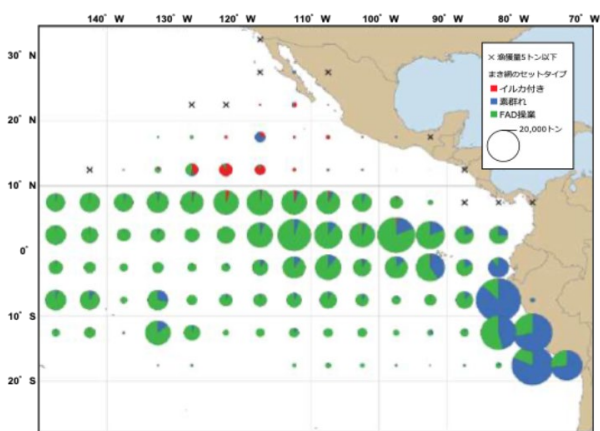 140° W 130° W 120° W 110° W 100° W 90° W 80° W 70° W
30° N
20° N
10° N
0°
10° S
20° S
× 漁獲量5トン以下
まき網のセットタイプ
イルカ付き
素群れ
FAD操業
20,000トン